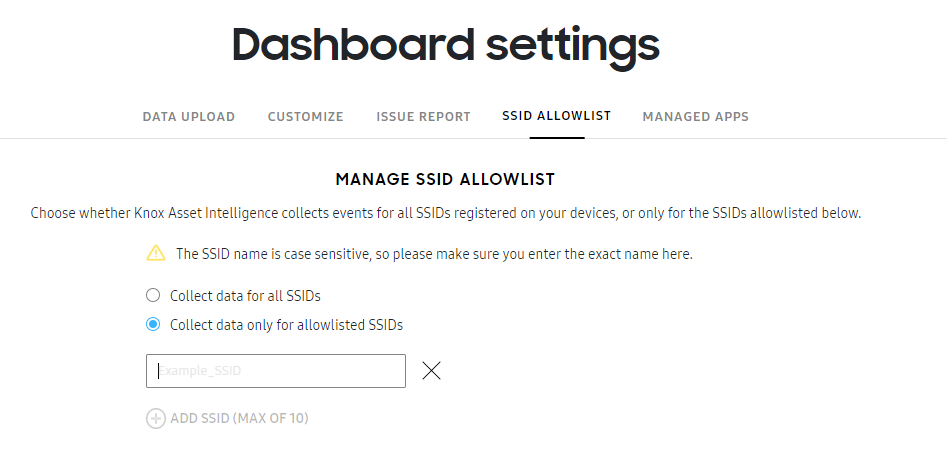 Dashboard settings
DATA UPLOAD CUSTOMIZE ISSUE REPORT SSID ALLOWLIST MANAGED APPS
MANAGE SSID ALLOWLIST
Choose whether Knox Asset Intelligence collects events for all SSIDs registered on your devices, or only for the SSIDs allowlisted below.
The SSID name is case sensitive, so please make sure you enter the exact name here.
Collect data for all SSIDs
Collect data only for allowlisted SSIDs
Example_SSID
ADD SSID (MAX OF 10)